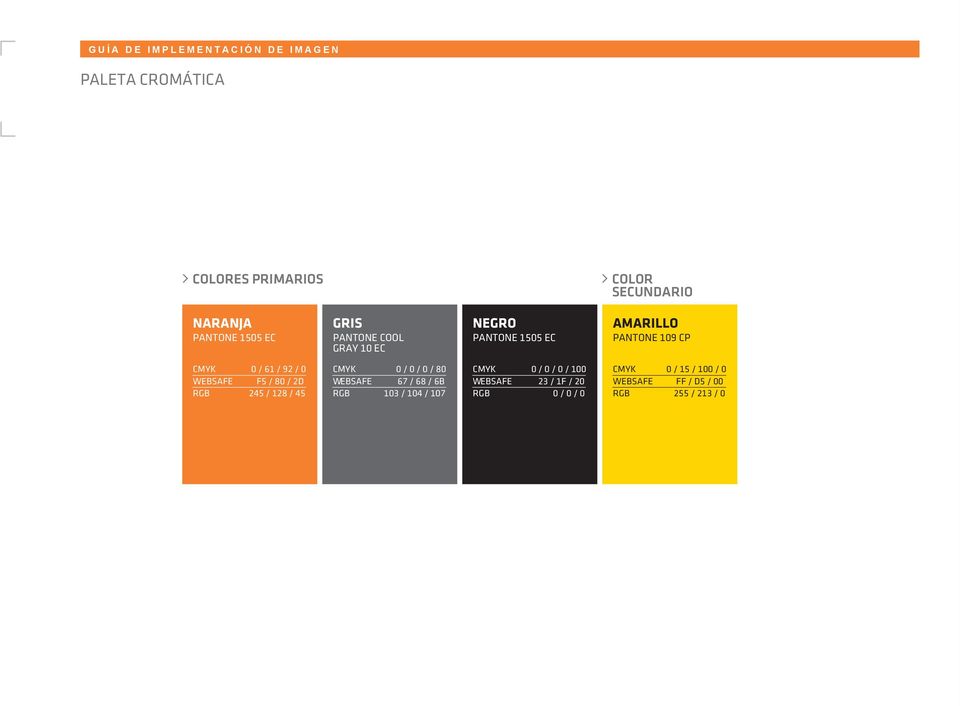 GUÍA DE IMPLEMENTACIÓN DE IMAGEN
PALETA CROMÁTICA
> COLORES PRIMARIOS
> COLOR
SECUNDARIO
NARANJA
PANTONE 1505 EC
CMYK 0 / 61 / 92 / 0
WEBSAFE F5 / 80 / 2D
RGB 245 / 128 / 45
GRIS
PANTONE COOL
GRAY 10 EC
CMYK 0 / 0 / 0 / 80
WEBSAFE 67 / 68 / 6B
RGB 103 / 104 / 107
NEGRO
PANTONE 1505 EC
CMYK 0 / 0 / 0 / 100
WEBSAFE 23 / 1F / 20
RGB 0 / 0 / 0
AMARILLO
PANTONE 109 CP
CMYK 0 / 15 / 100 / 0
WEBSAFE FF / D5 / 00
RGB 255 / 213 / 0